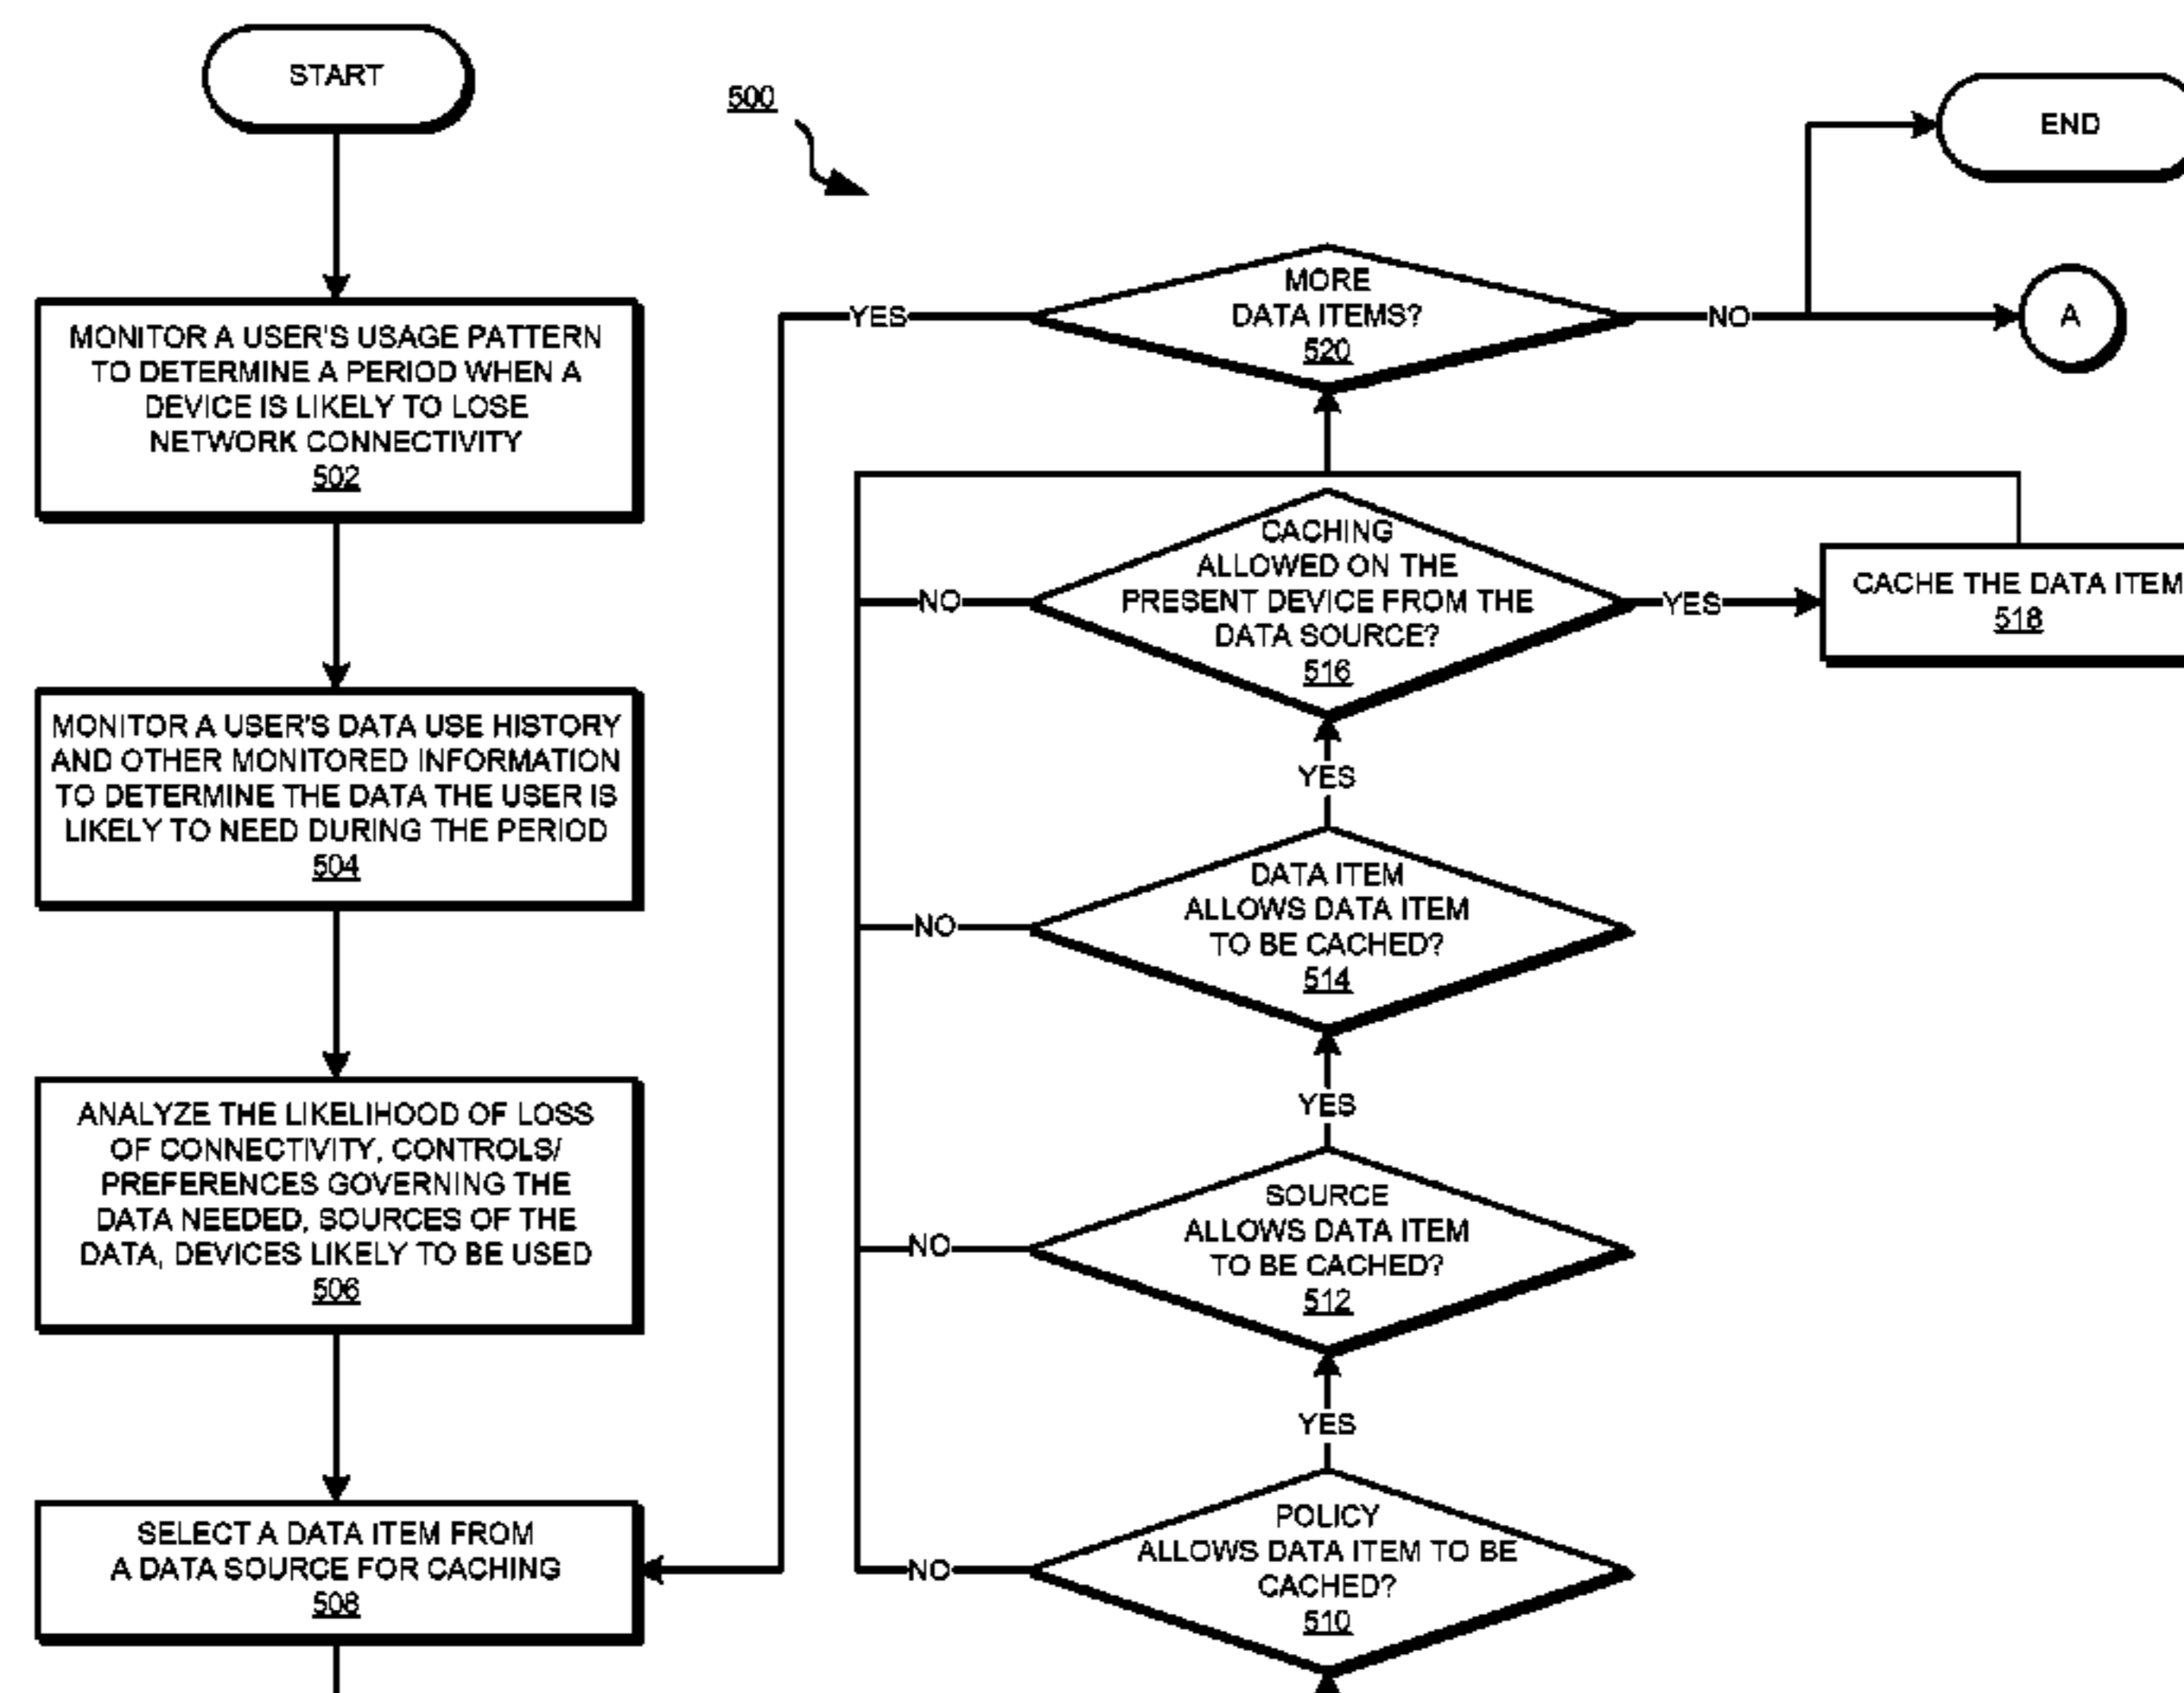 START
MONITOR A USER'S USAGE PATTERN
TO DETERMINE A PERIOD WHEN A
DEVICE IS LIKELY TO LOSE
NETWORK CONNECTIVITY
502
MONITOR A USER'S DATA USE HISTORY
AND OTHER MONITORED INFORMATION
TO DETERMINE THE DATA THE USER IS
LIKELY TO NEED DURING THE PERIOD
504
ANALYZE THE LIKELIHOOD OF LOSS
OF CONNECTIVITY, CONTROLS/
PREFERENCES GOVERNING THE
DATA NEEDED, SOURCES OF THE
DATA, DEVICES LIKELY TO BE USED
506
SELECT A DATA ITEM FROM
A DATA SOURCE FOR CACHING
508
500
END
MORE
DATA ITEMS?
520
YES
NO
A
CACHING
ALLOWED ON THE
PRESENT DEVICE FROM THE
DATA SOURCE?
516
NO
YES
CACHE THE DATA ITEM
518
YES
DATA ITEM
ALLOWS DATA ITEM
TO BE CACHED?
514
NO
YES
SOURCE
ALLOWS DATA ITEM
TO BE CACHED?
512
NO
YES
POLICY
ALLOWS DATA ITEM TO BE
CACHED?
510
NO